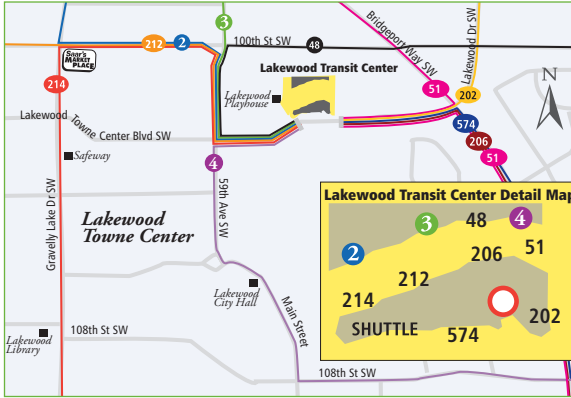 3
Bridgeport Way SW
Lakewood Dr SW
212
2
100th St SW
48
Saar's
MARKET
PLACE
Lakewood Transit Center
N
214
Lakewood
Playhouse
51
202
Lakewood Towne Center Blvd SW
574
Safeway
206
51
4
59th Ave SW
Gravelly Lake Dr SW
Lakewood
Towne Center
Lakewood
City Hall
Main Street
Lakewood
Library
108th St SW
108th St SW
Lakewood Transit Center Detail Map
3
48
4
2
206
51
212
214
202
SHUTTLE
574